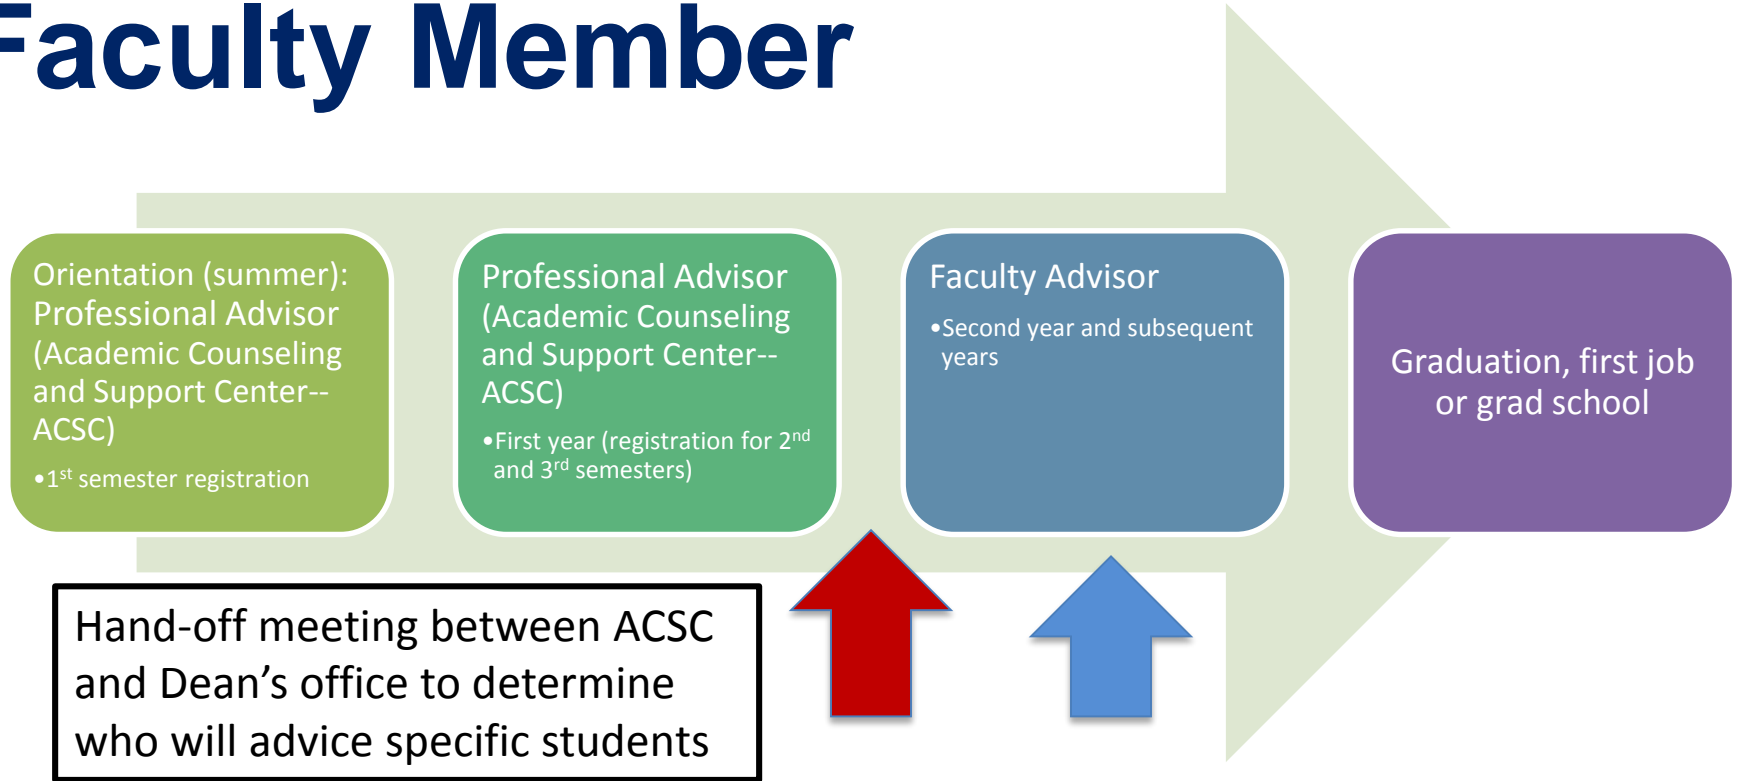 Faculty Member
Orientation (summer):
Professional Advisor
(Academic Counseling
and Support Center--
ACSC)
•1st semester registration
Professional Advisor
(Academic Counseling
and Support Center--
ACSC)
•First year (registration for 2nd
and 3rd semesters)
Faculty Advisor
•Second year and subsequent
years
Graduation, first job
or grad school
Hand-off meeting between ACSC
and Dean’s office to determine
who will advice specific students